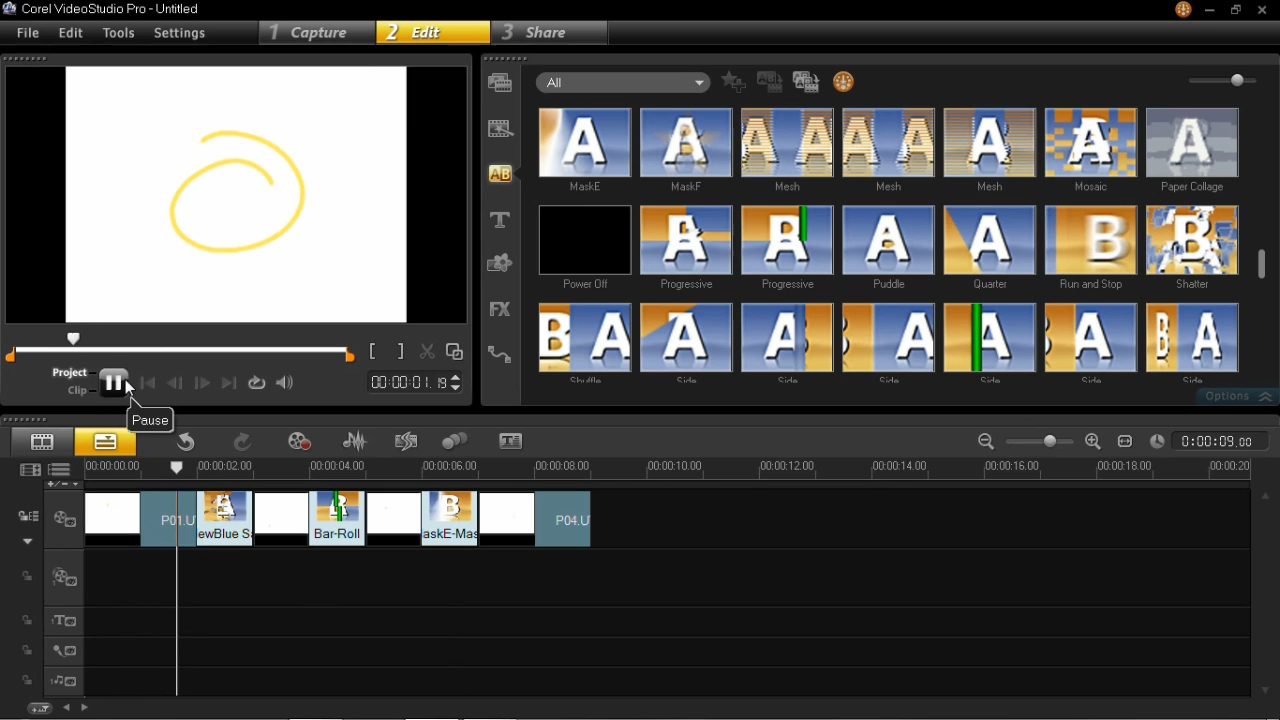 Corel VideoStudio Pro - Untitled
File Edit Tools Settings 1 Capture 2 Edit 3 Share
All
AB
T
FX
MaskE MaskF Mesh Mesh Mesh Mosaic Paper Collage
Power Off Progressive Progressive Puddle Quarter Run and Stop Shatter
Shuffle Side Side Side Side Side Side
Options
Project
Clip
00:00:01.19
Pause
0:00:09.00
00:00:00.00 00:00:02.00 00:00:04.00 00:00:06.00 00:00:08.00 00:00:10.00 00:00:12.00 00:00:14.00 00:00:16.00 00:00:18.00 00:00:20
P01.U ewBlue Sa Bar-Roll askE-Mas P04.U